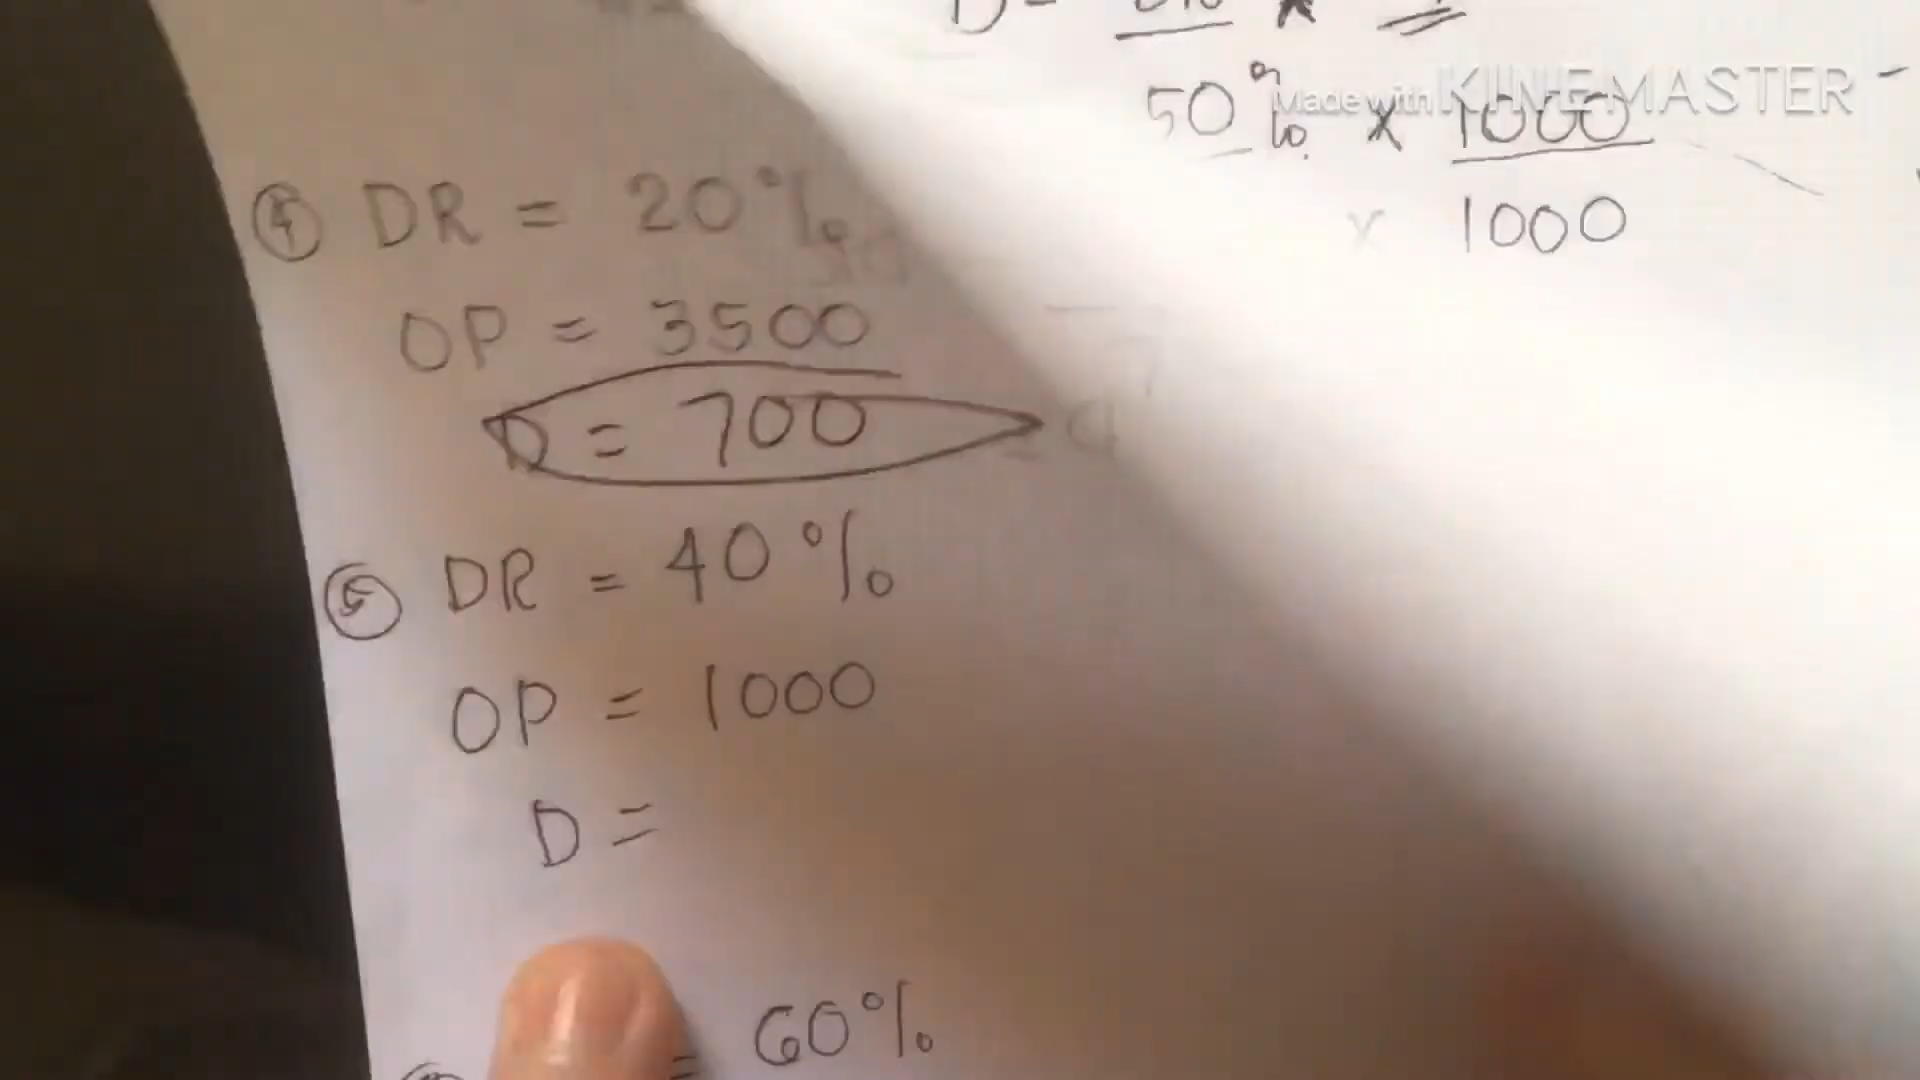 50% x 1000
x 1000
Made with KINEMASTER
④ DR = 20%
OP = 3500
D = 700
⑤ DR = 40%
OP = 1000
D =
= 60%